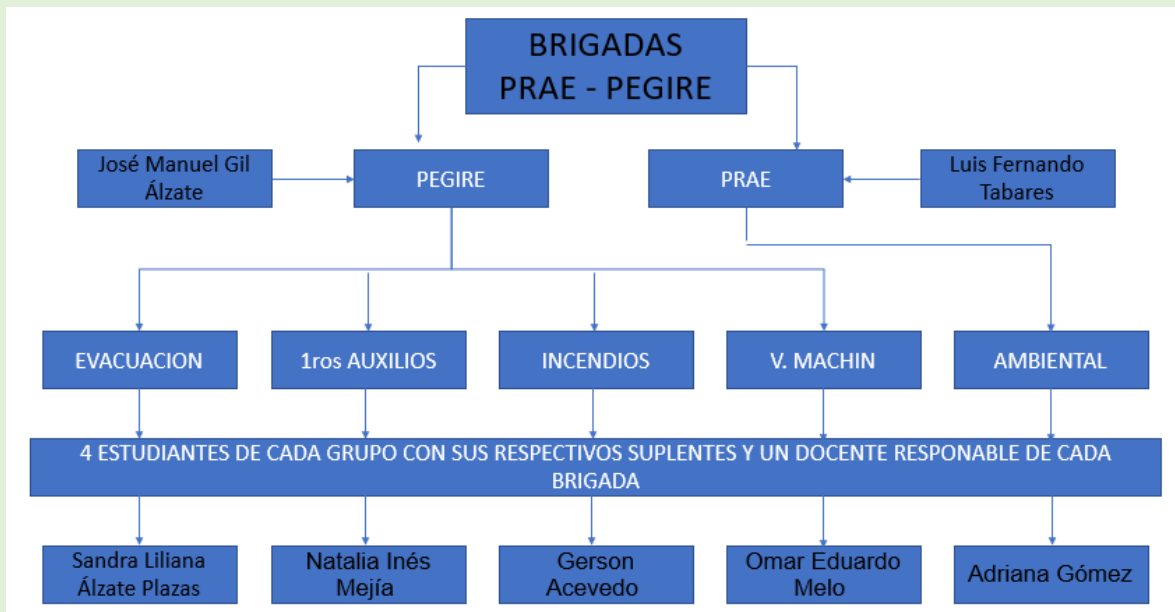 BRIGADAS
PRAE - PEGIRE
José Manuel Gil
Álzate
PEGIRE
PRAE
Luis Fernando
Tabares
EVACUACION
1ros AUXILIOS
INCENDIOS
V. MACHIN
AMBIENTAL
4 ESTUDIANTES DE CADA GRUPO CON SUS RESPECTIVOS SUPLENTES Y UN DOCENTE RESPONABLE DE CADA
BRIGADA
Sandra Liliana
Álzate Plazas
Natalia Inés
Mejía
Gerson
Acevedo
Omar Eduardo
Melo
Adriana Gómez